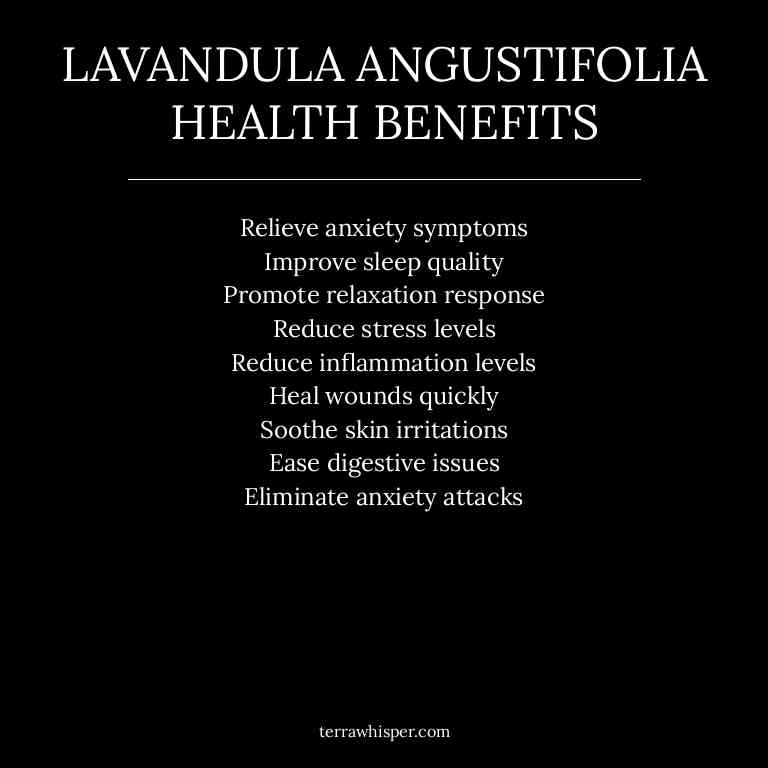 LAVANDULA ANGUSTIFOLIA
HEALTH BENEFITS
Relieve anxiety symptoms
Improve sleep quality
Promote relaxation response
Reduce stress levels
Reduce inflammation levels
Heal wounds quickly
Soothe skin irritations
Ease digestive issues
Eliminate anxiety attacks
terrawhisper.com